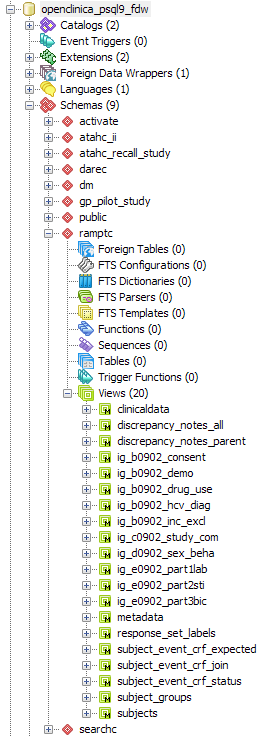 openclinica_psql9_fdw
Catalogs (2)
Event Triggers (0)
Extensions (2)
Foreign Data Wrappers (1)
Languages (1)
Schemas (9)
activate
atahc_ii
atahc_recall_study
darec
dm
gp_pilot_study
public
ramptc
Foreign Tables (0)
FTS Configurations (0)
FTS Dictionaries (0)
FTS Parsers (0)
FTS Templates (0)
Functions (0)
Sequences (0)
Tables (0)
Trigger Functions (0)
Views (20)
clinicaldata
discrepancy_notes_all
discrepancy_notes_parent
ig_b0902_consent
ig_b0902_demo
ig_b0902_drug_use
ig_b0902_hcv_diag
ig_b0902_inc_excl
ig_c0902_study_com
ig_d0902_sex_beha
ig_e0902_part1lab
ig_e0902_part2sti
ig_e0902_part3bic
metadata
response_set_labels
subject_event_crf_expected
subject_event_crf_join
subject_event_crf_status
subject_groups
subjects
searchc